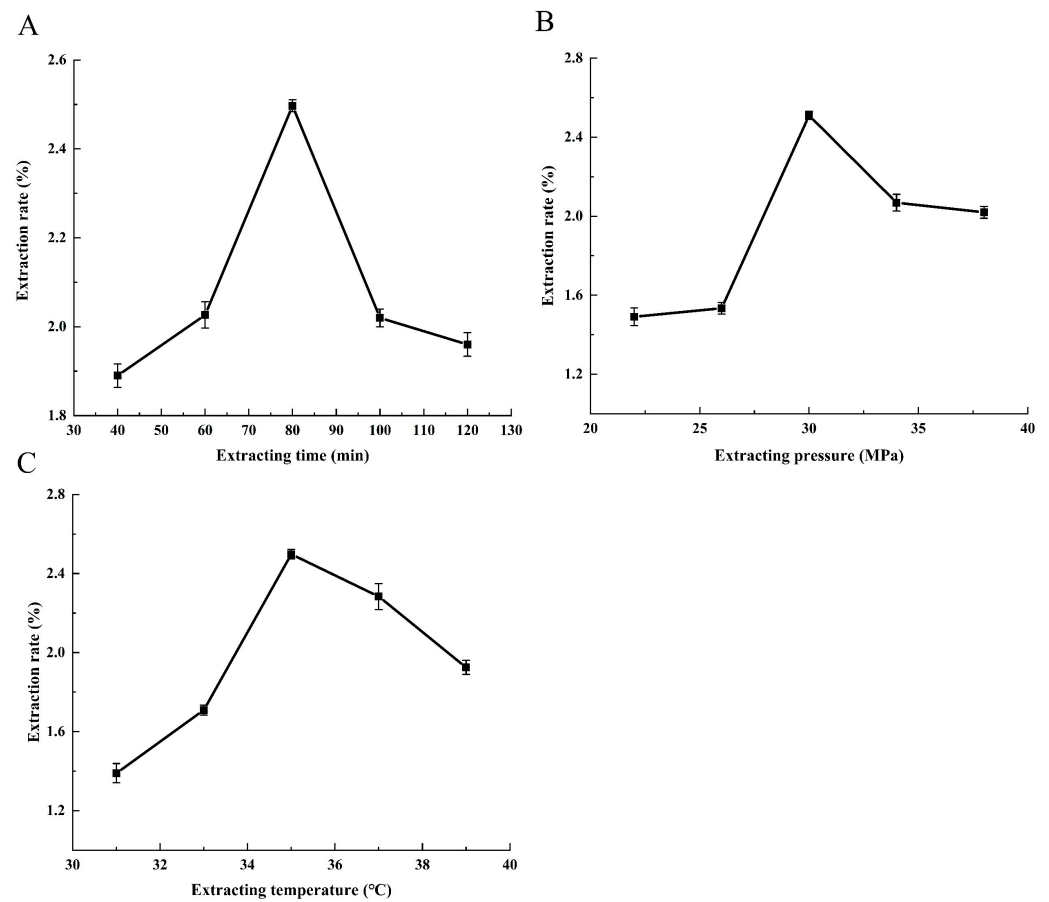 A
2.6
2.4
2.2
2.0
1.8
Extraction rate (%)
30 40 50 60 70 80 90 100 110 120 130
Extracting time (min)
B
2.8
2.4
2.0
1.6
1.2
Extraction rate (%)
20 25 30 35 40
Extracting pressure (MPa)
C
2.8
2.4
2.0
1.6
1.2
Extraction rate (%)
30 32 34 36 38 40
Extracting temperature (℃)